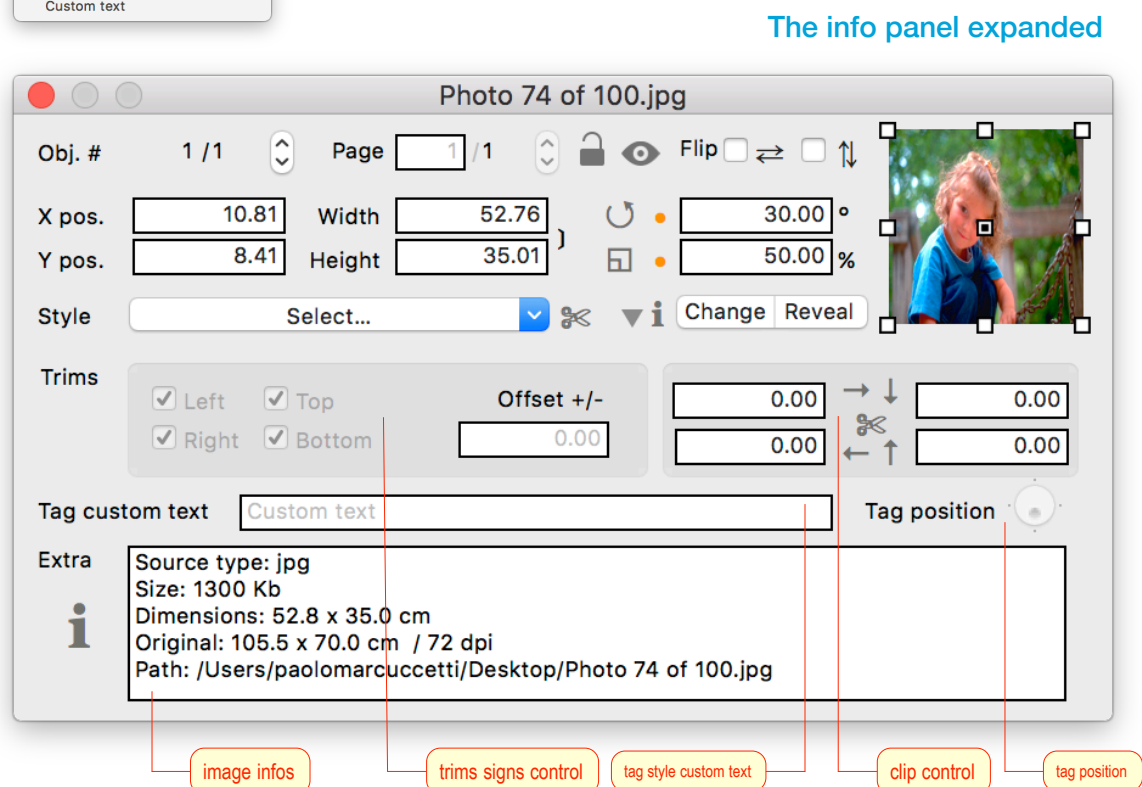 Custom text
The info panel expanded
Photo 74 of 100.jpg
Obj. # 1 /1 Page 1 /1 Flip
X pos. 10.81 Width 52.76 30.00 °
Y pos. 8.41 Height 35.01 50.00 %
Style Select... Change Reveal
Trims Left Top Offset +/- 0.00 0.00
Right Bottom 0.00 0.00 0.00
Tag custom text Custom text Tag position
Extra Source type: jpg
Size: 1300 Kb
Dimensions: 52.8 x 35.0 cm
Original: 105.5 x 70.0 cm / 72 dpi
Path: /Users/paolomarcuccetti/Desktop/Photo 74 of 100.jpg
image infos trims signs control tag style custom text clip control tag position